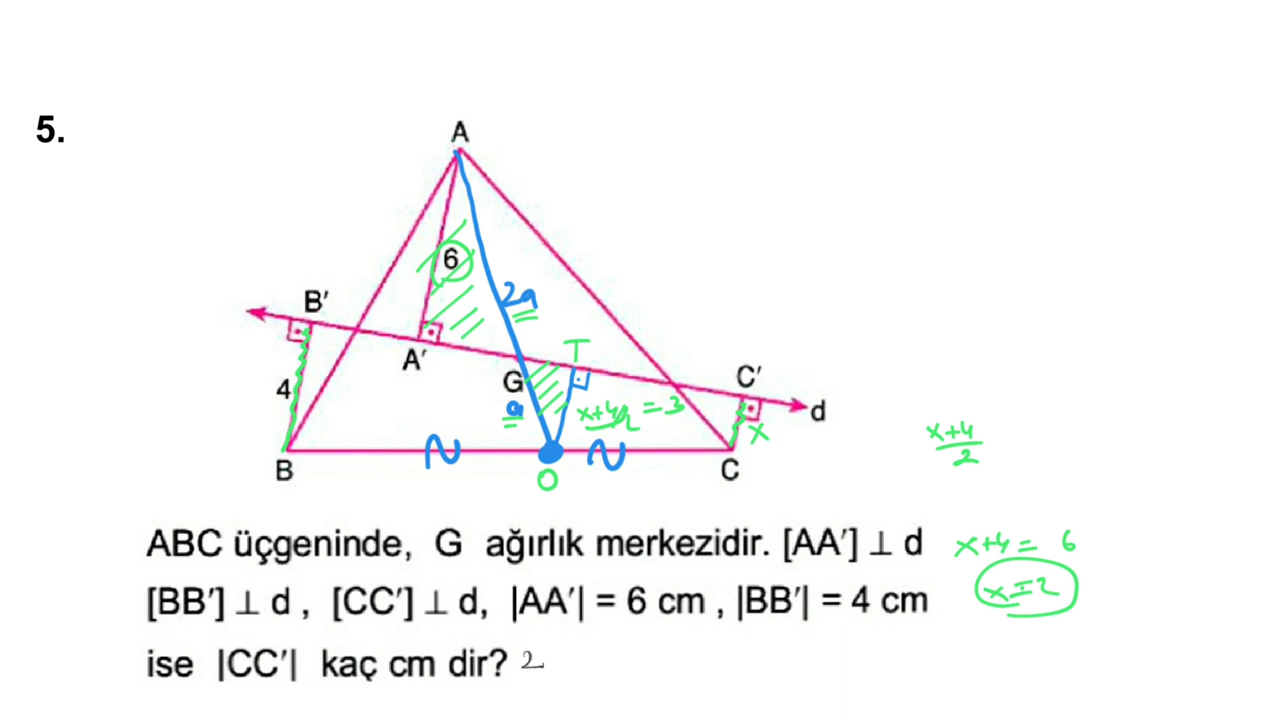 5.
A
6
2a
B'
A'
T
G
C'
d
4
a
x+4/2 = 3
x
x+4/2
B
O
C
ABC üçgeninde, G ağırlık merkezidir. [AA'] ⊥ d
x+4 = 6
[BB'] ⊥ d , [CC'] ⊥ d, |AA'| = 6 cm , |BB'| = 4 cm
x=2
ise |CC'| kaç cm dir? 2